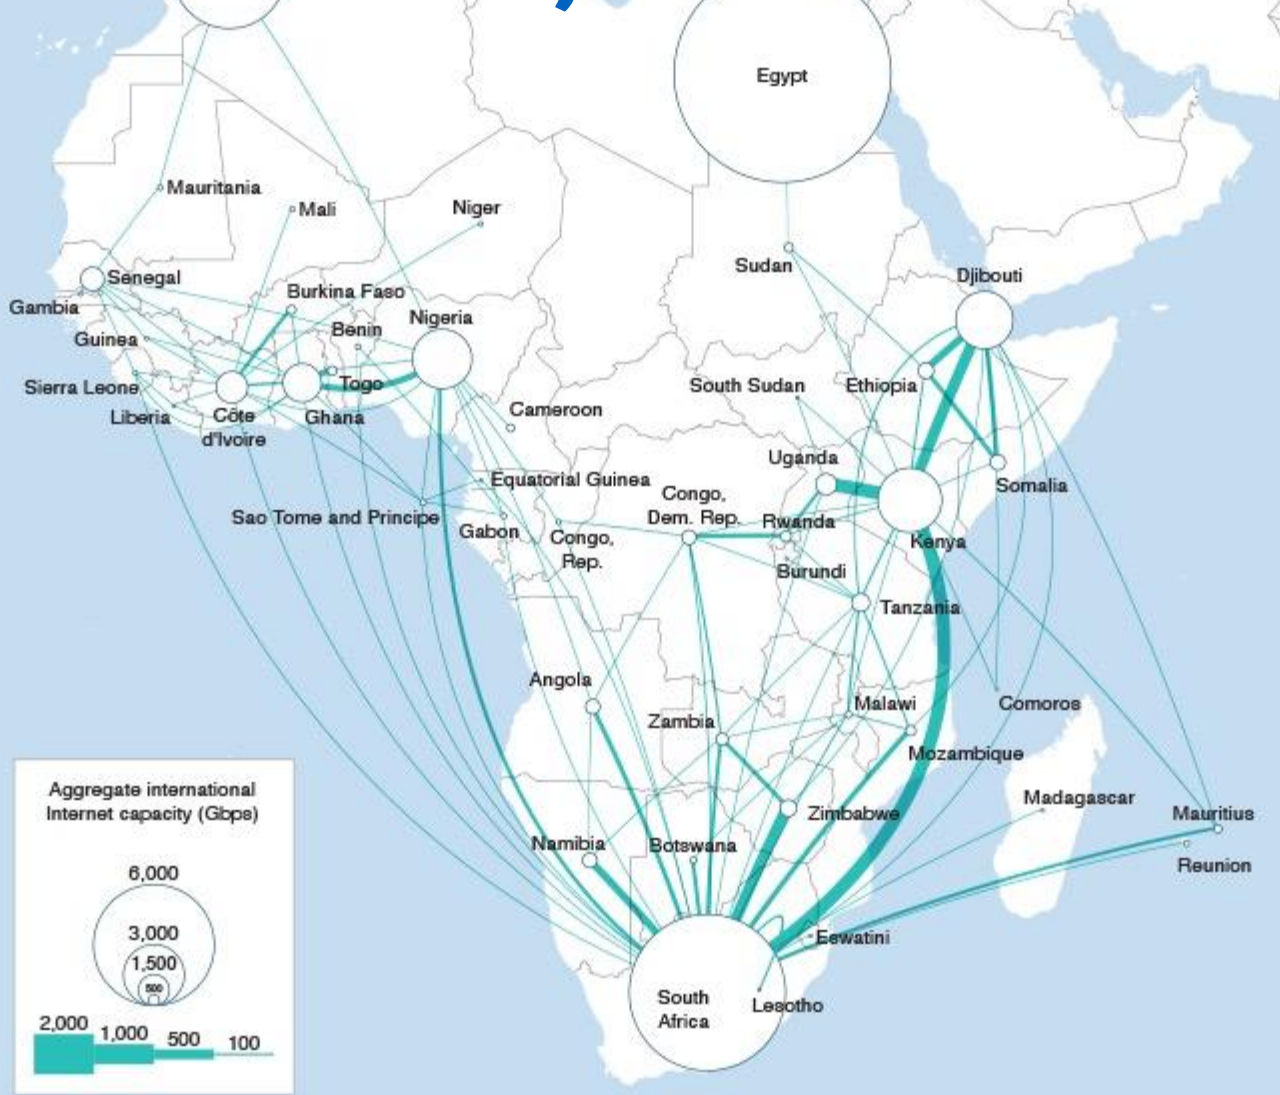 Egypt
Mauritania
Mali
Niger
Sudan
Djibouti
Senegal
Burkina Faso
Gambia
Nigeria
Benin
Guinea
Sierra Leone
Togo
South Sudan
Ethiopia
Liberia
Côte
d'Ivoire
Ghana
Cameroon
Uganda
Equatorial Guinea
Somalia
Congo,
Dem. Rep.
Sao Tome and Principe
Rwanda
Gabon
Congo,
Rep.
Kenya
Burundi
Tanzania
Angola
Malawi
Comoros
Zambia
Mozambique
Aggregate international
Internet capacity (Gbps)
Madagascar
Mauritius
Zimbabwe
Namibia
Botswana
Reunion
6,000
3,000
1,500
500
Eswatini
South
Africa
Lesotho
2,000
1,000
500
100